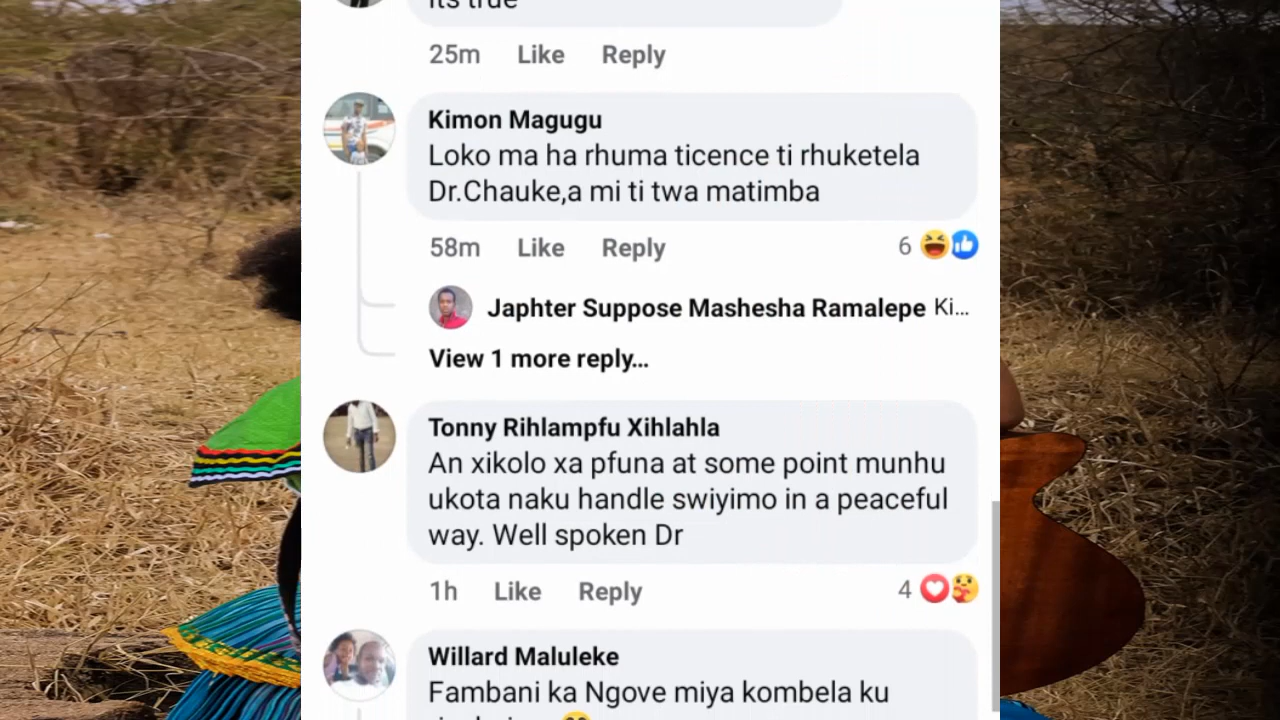 its true
25m Like Reply
Kimon Magugu
Loko ma ha rhuma ticence ti rhuketela
Dr.Chauke,a mi ti twa matimba
58m Like Reply 6
Japhter Suppose Mashesha Ramalepe Ki...
View 1 more reply...
Tonny Rihlampfu Xihlahla
An xikolo xa pfuna at some point munhu
ukota naku handle swiyimo in a peaceful
way. Well spoken Dr
1h Like Reply 4
Willard Maluleke
Fambani ka Ngove miya kombela ku